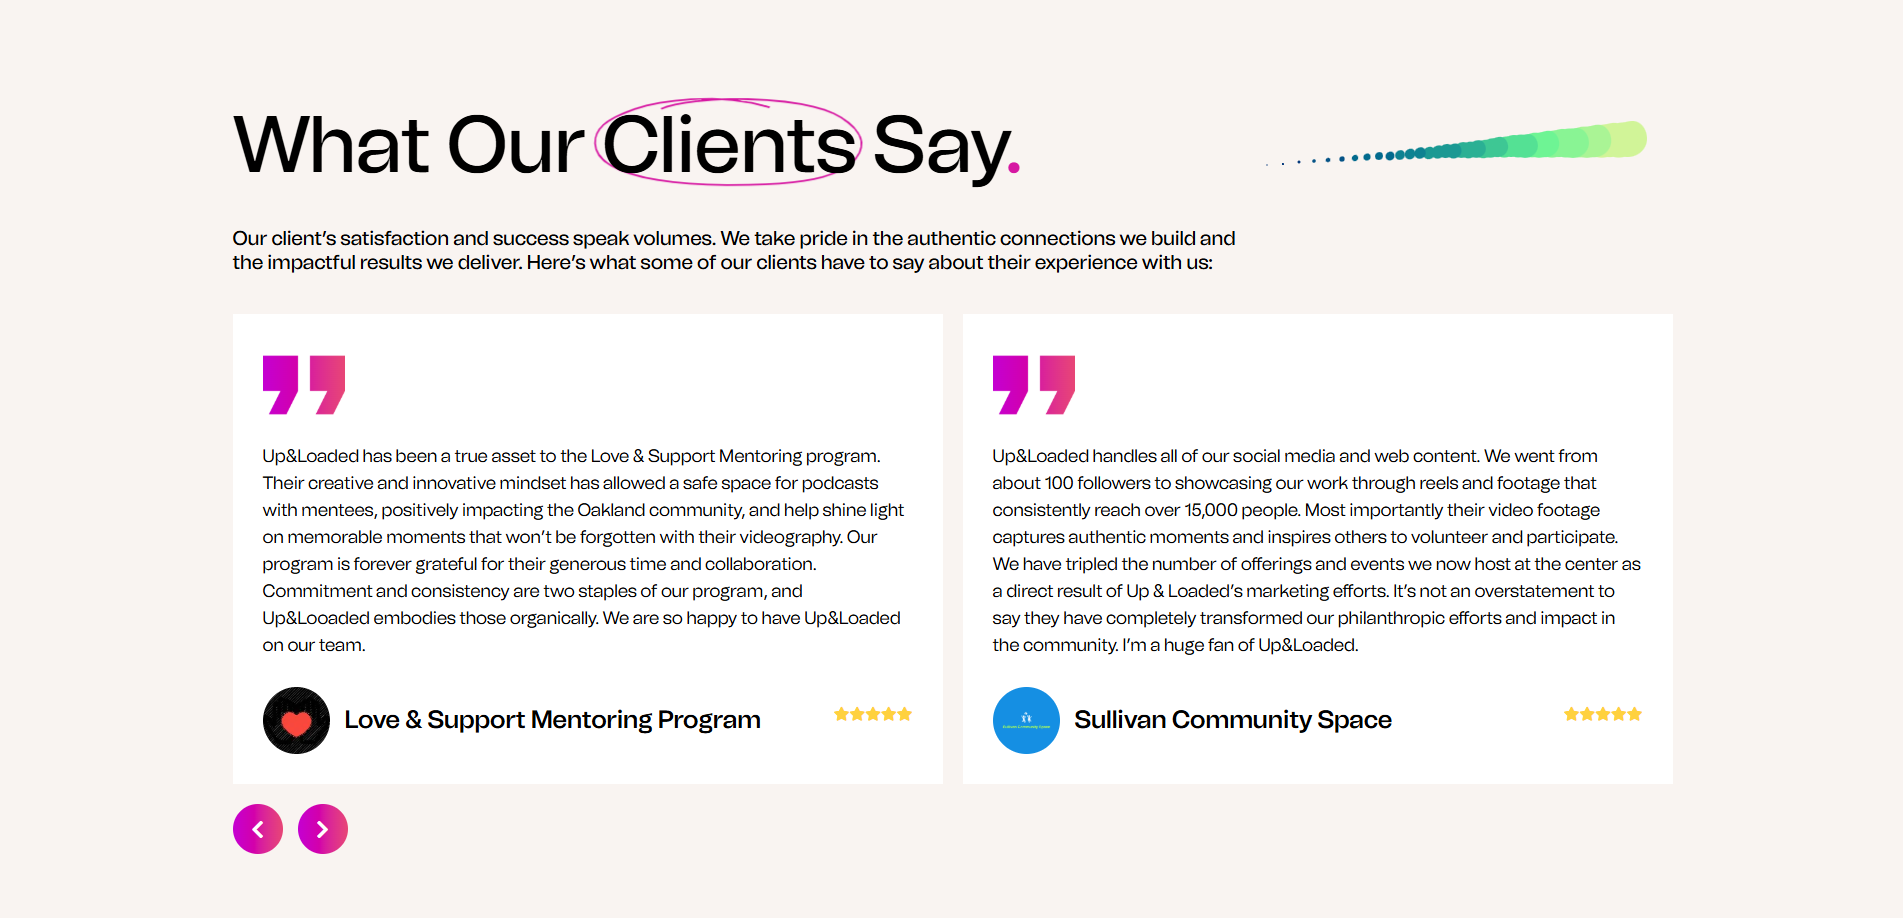 What Our Clients Say.
Our client’s satisfaction and success speak volumes. We take pride in the authentic connections we build and
the impactful results we deliver. Here’s what some of our clients have to say about their experience with us:
Up&Loaded has been a true asset to the Love & Support Mentoring program.
Their creative and innovative mindset has allowed a safe space for podcasts
with mentees, positively impacting the Oakland community, and help shine light
on memorable moments that won’t be forgotten with their videography. Our
program is forever grateful for their generous time and collaboration.
Commitment and consistency are two staples of our program, and
Up&Looaded embodies those organically. We are so happy to have Up&Loaded
on our team.
Love & Support Mentoring Program
Up&Loaded handles all of our social media and web content. We went from
about 100 followers to showcasing our work through reels and footage that
consistently reach over 15,000 people. Most importantly their video footage
captures authentic moments and inspires others to volunteer and participate.
We have tripled the number of offerings and events we now host at the center as
a direct result of Up & Loaded’s marketing efforts. It’s not an overstatement to
say they have completely transformed our philanthropic efforts and impact in
the community. I’m a huge fan of Up&Loaded.
Sullivan Community Space